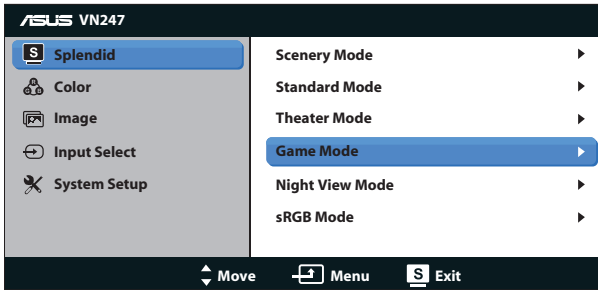 ASUS VN247
S Splendid
Color
Image
Input Select
System Setup
Scenery Mode
Standard Mode
Theater Mode
Game Mode
Night View Mode
sRGB Mode
Move Menu S Exit